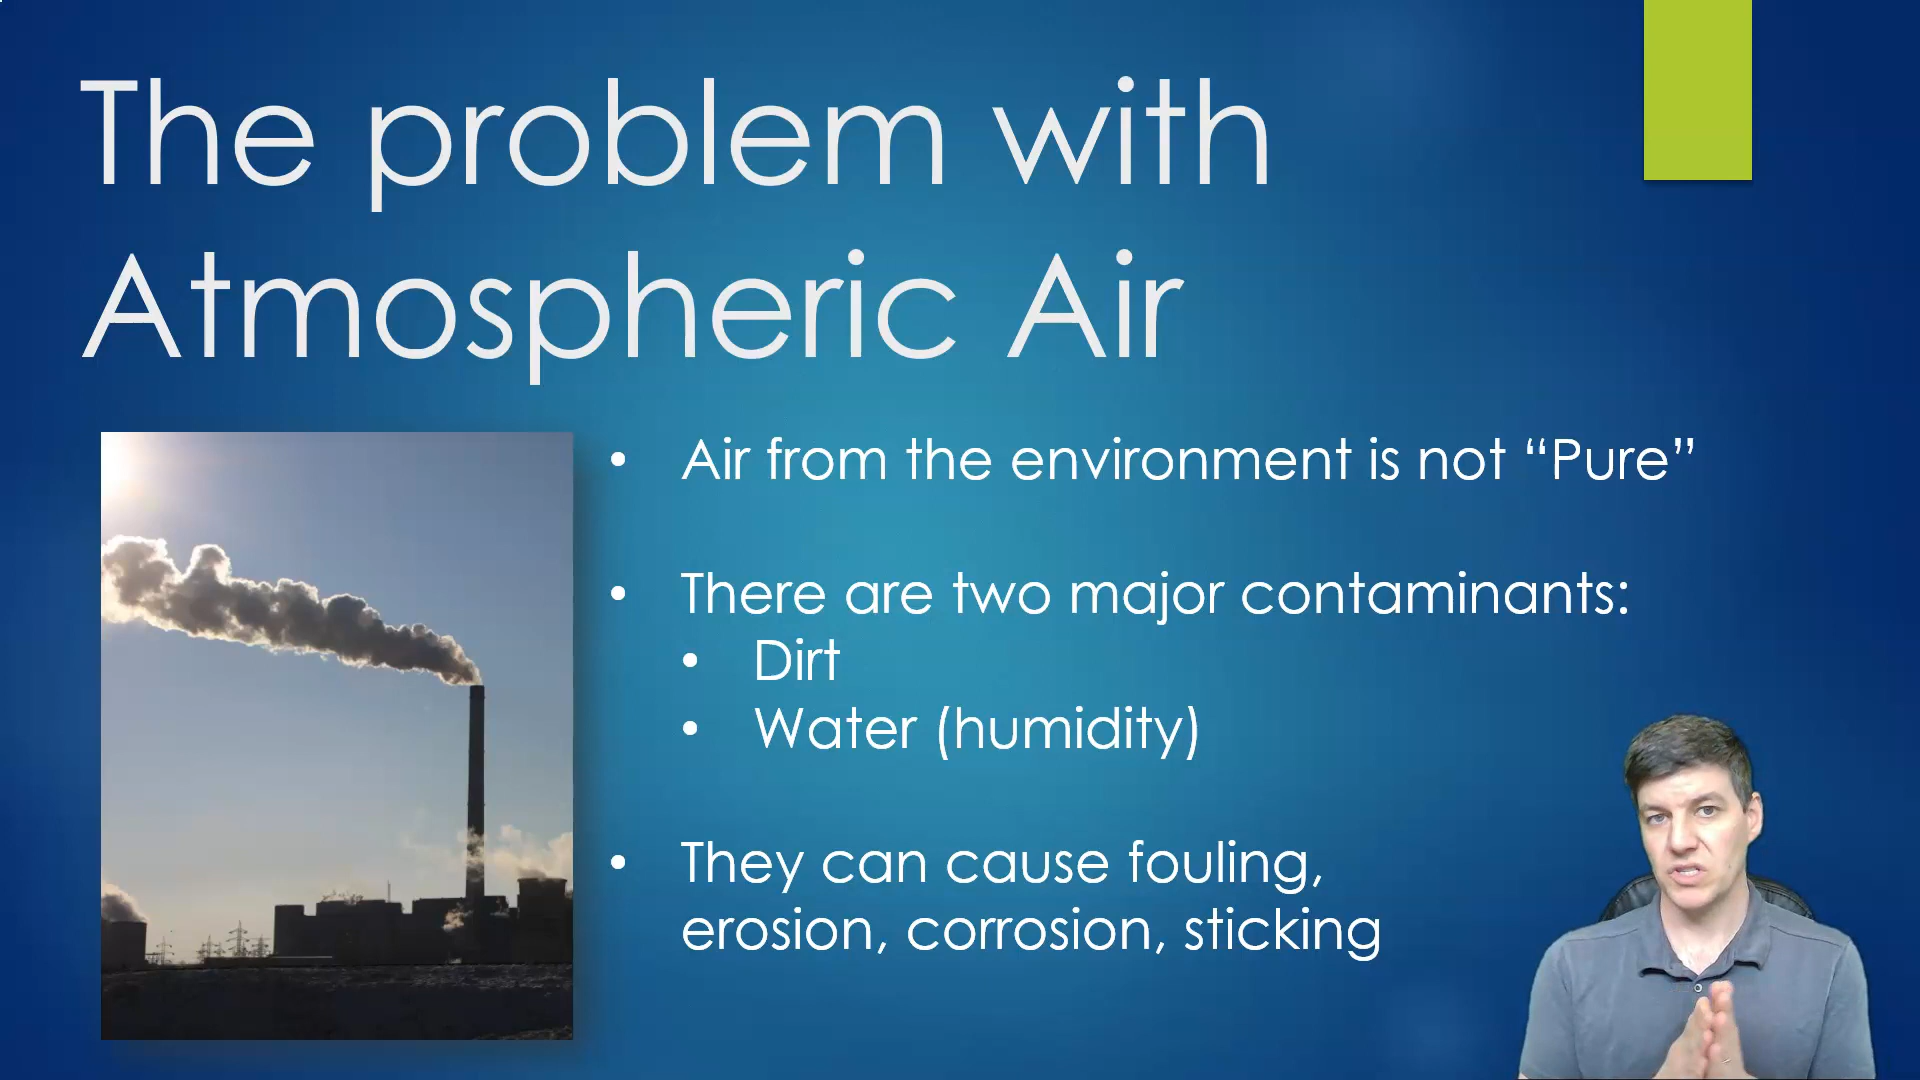 The problem with
Atmospheric Air
• Air from the environment is not “Pure”
• There are two major contaminants:
• Dirt
• Water (humidity)
• They can cause fouling,
erosion, corrosion, sticking